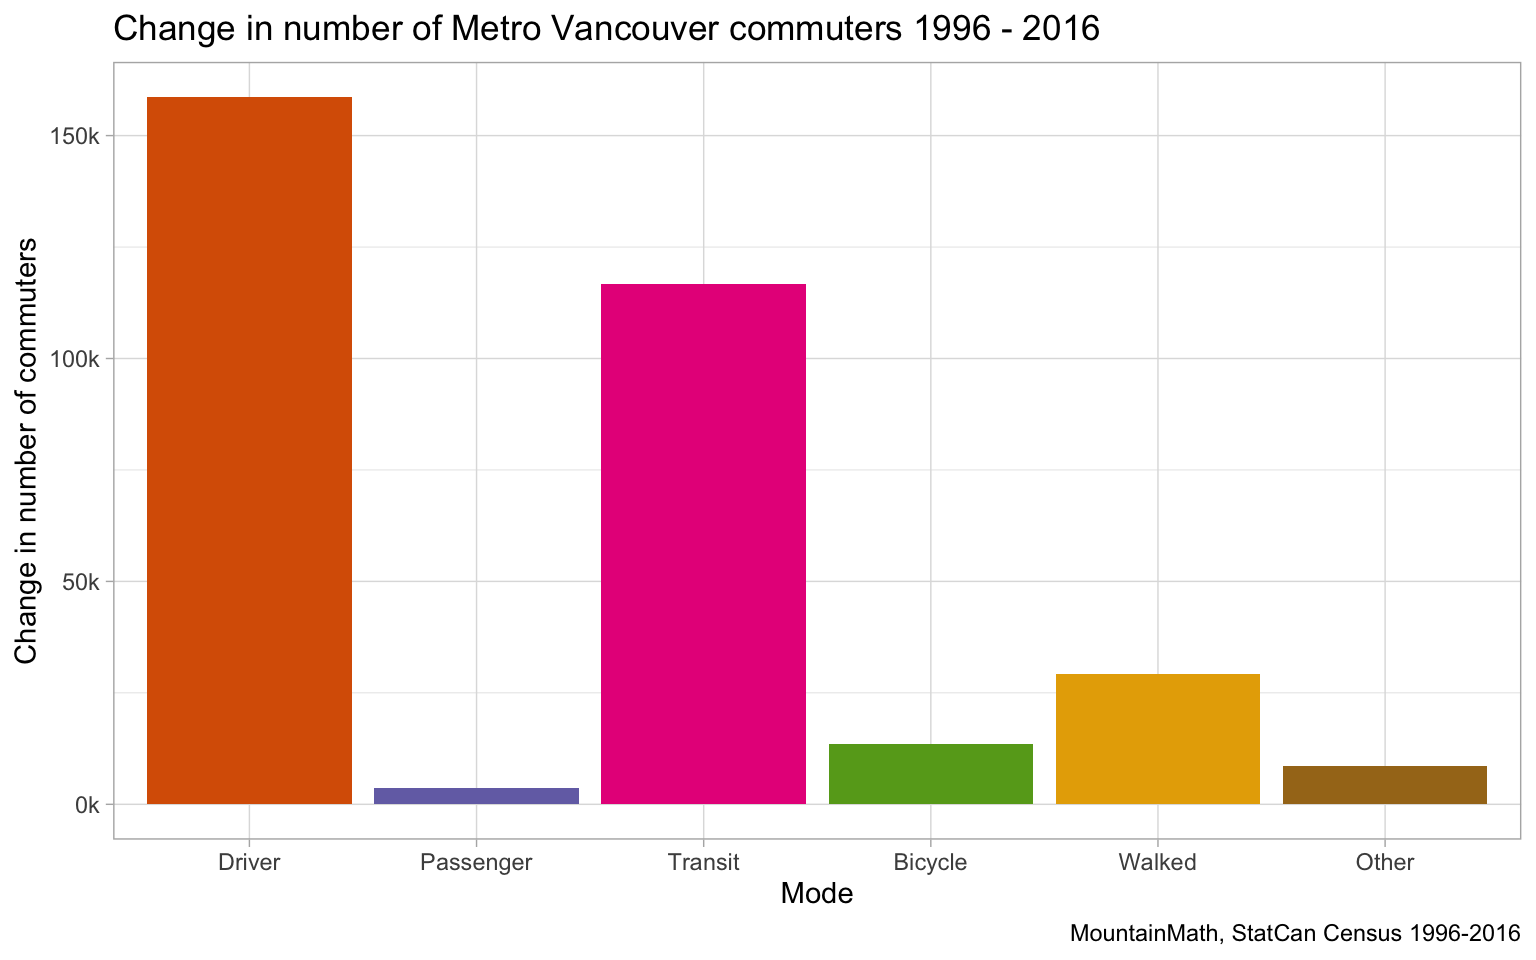 Change in number of Metro Vancouver commuters 1996 - 2016
Change in number of commuters
150k
100k
50k
0k
Driver Passenger Transit Bicycle Walked Other
Mode
MountainMath, StatCan Census 1996-2016